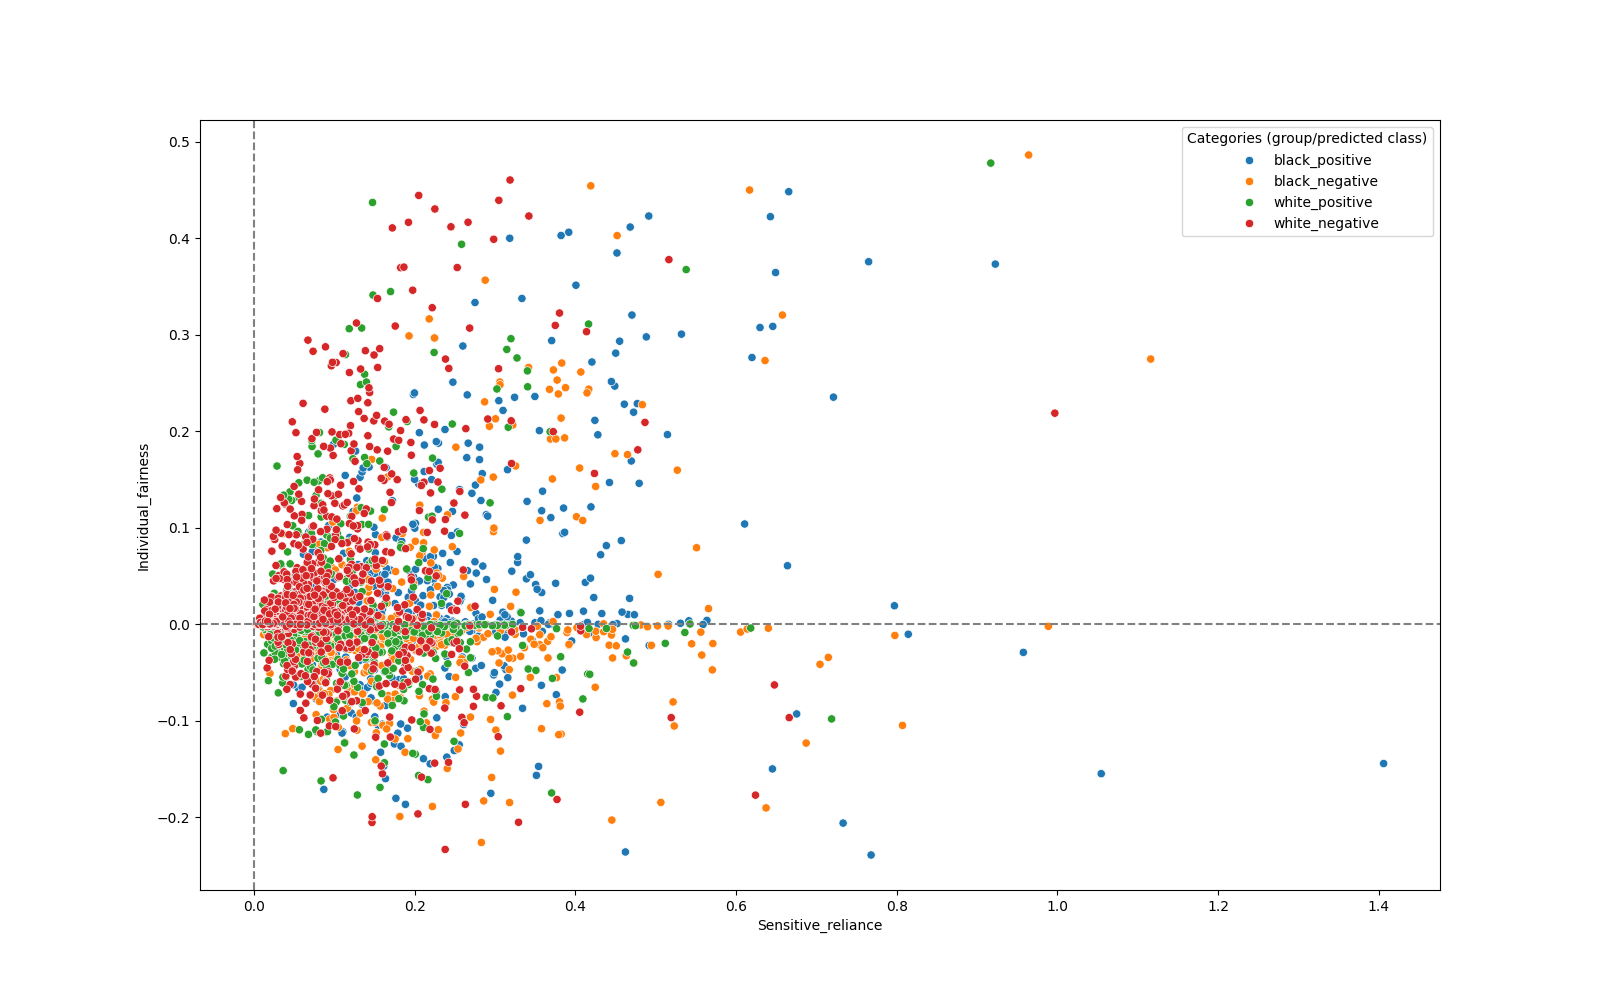 Categories (group/predicted class)
black_positive
black_negative
white_positive
white_negative
0.5
0.4
0.3
0.2
0.1
0.0
−0.1
−0.2
Individual_fairness
0.0 0.2 0.4 0.6 0.8 1.0 1.2 1.4
Sensitive_reliance